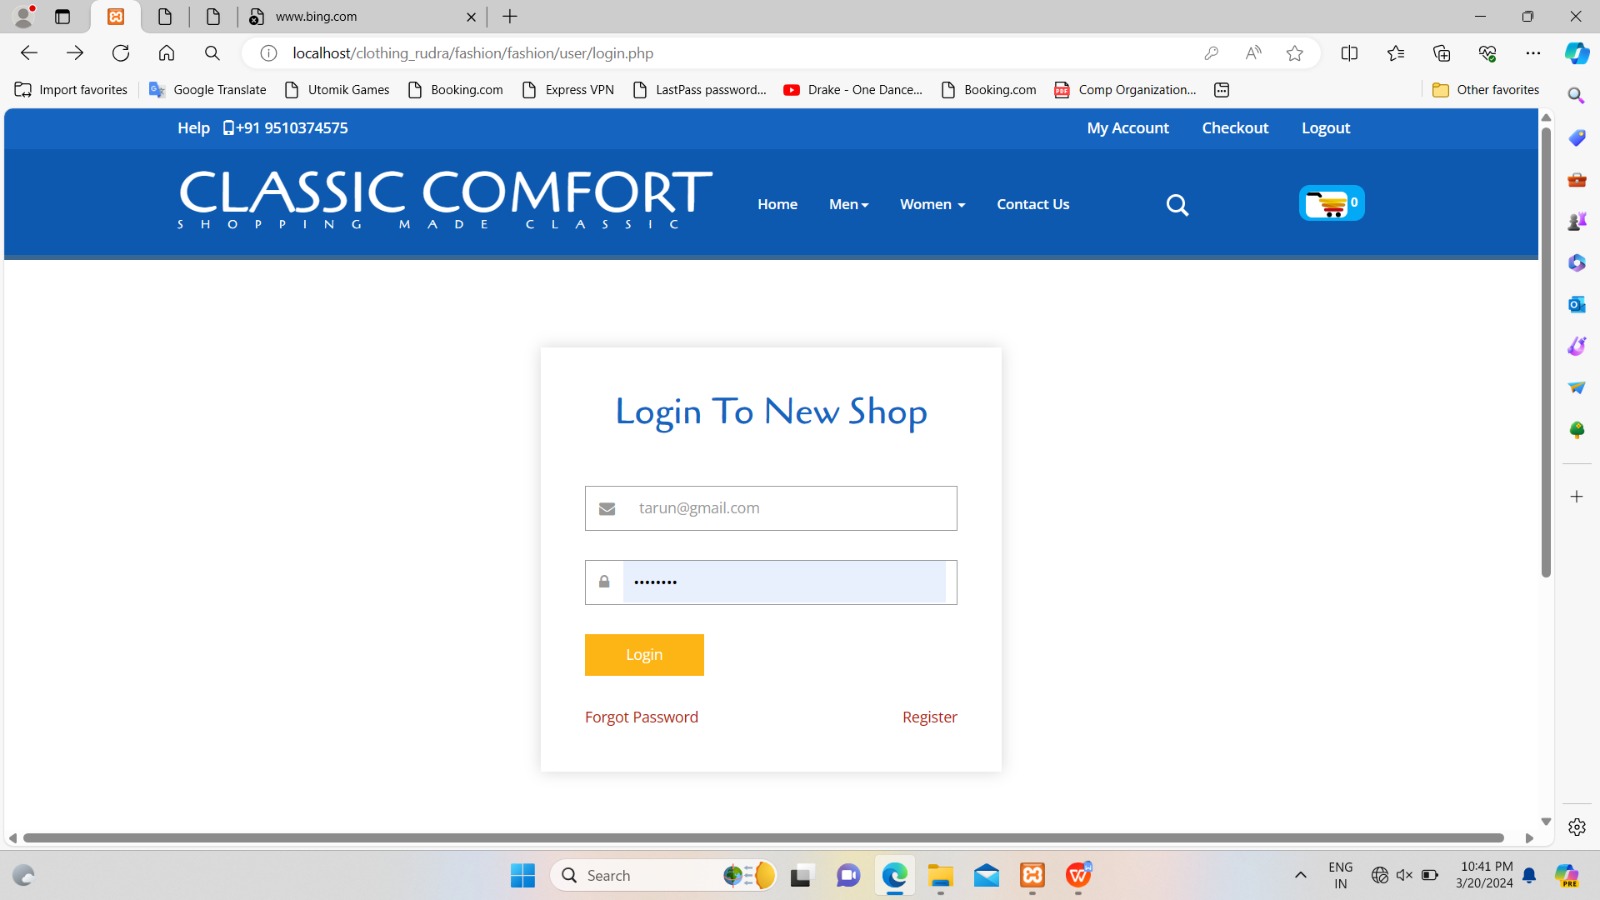 www.bing.com
localhost/clothing_rudra/fashion/fashion/user/login.php
Import favorites Google Translate Utomik Games Booking.com Express VPN LastPass password... Drake - One Dance... Booking.com Comp Organization... Other favorites
Help +91 9510374575 My Account Checkout Logout
CLASSIC COMFORT
SHOPPING MADE CLASSIC
Home Men Women Contact Us 0
Login To New Shop
tarun@gmail.com
••••••••
Login
Forgot Password Register
Search
ENG
IN
10:41 PM
3/20/2024
PRE